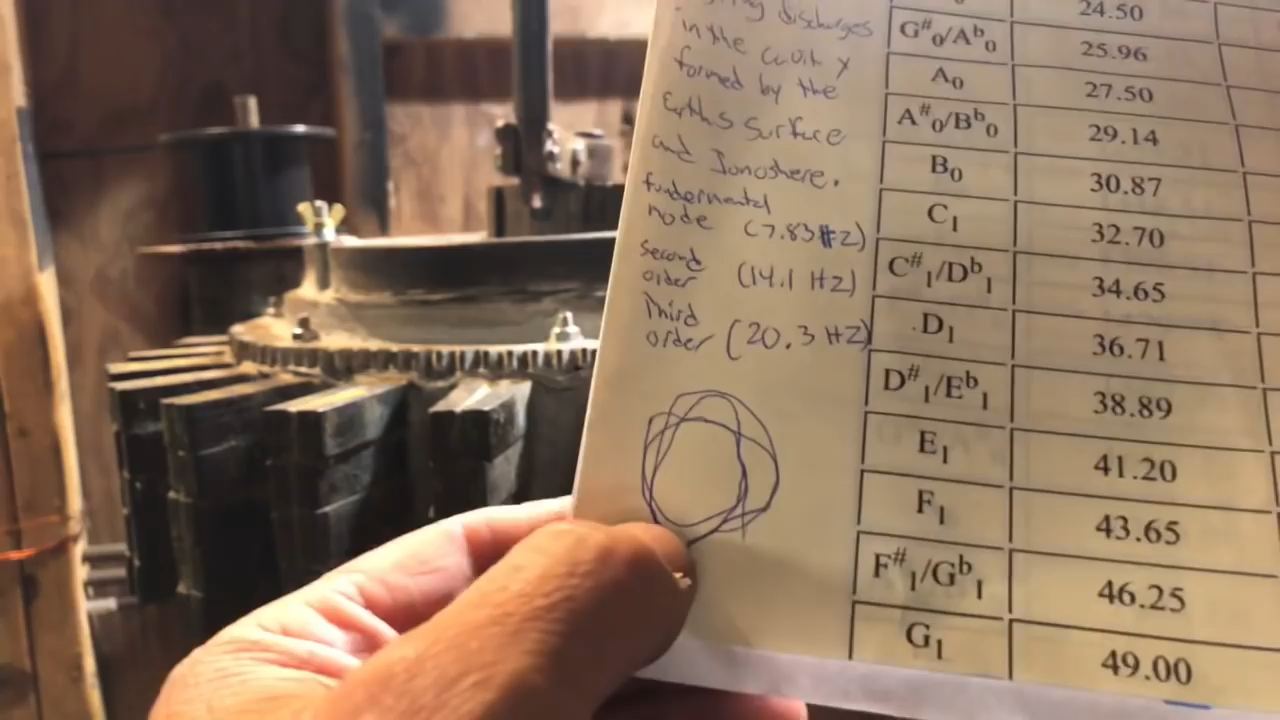 discharges
in the cavity
formed by the
Earths surface
and Ionoshere.
fundemental
node (7.83 HZ)
second
order (14.1 HZ)
Third
order (20.3 HZ)
24.50
G#0/Ab0 25.96
A0 27.50
A#0/Bb0 29.14
B0 30.87
C1 32.70
C#1/Db1 34.65
D1 36.71
D#1/Eb1 38.89
E1 41.20
F1 43.65
F#1/Gb1 46.25
G1 49.00